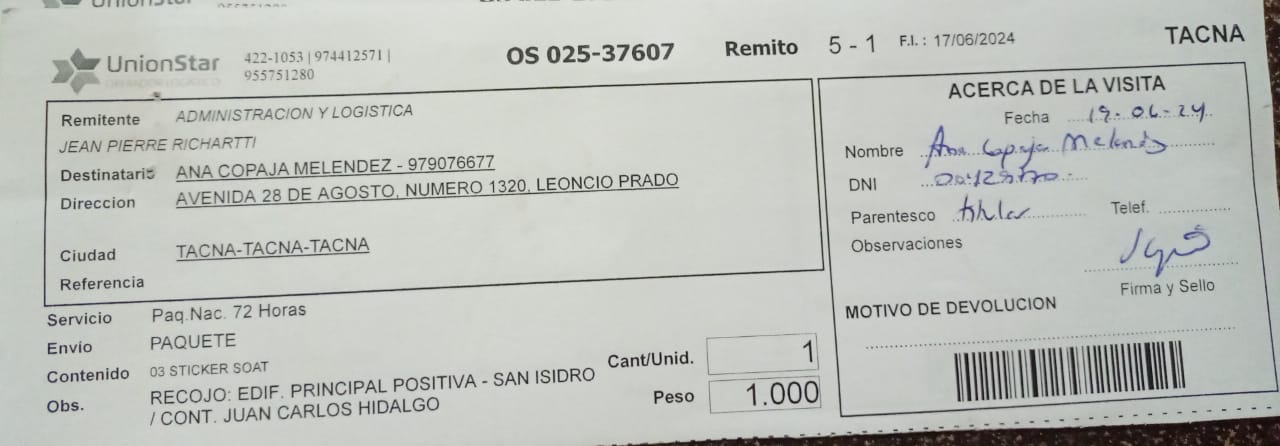 UnionStar
422-1053 | 974412571 |
955751280
OS 025-37607
Remito 5 - 1 F.I.: 17/06/2024
TACNA
Remitente ADMINISTRACION Y LOGISTICA
JEAN PIERRE RICHARTTI
Destinatario ANA COPAJA MELENDEZ - 979076677
Direccion AVENIDA 28 DE AGOSTO, NUMERO 1320, LEONCIO PRADO
Ciudad TACNA-TACNA-TACNA
Referencia
Servicio Paq.Nac. 72 Horas
Envío PAQUETE
Contenido 03 STICKER SOAT
Obs. RECOJO: EDIF. PRINCIPAL POSITIVA - SAN ISIDRO
/ CONT. JUAN CARLOS HIDALGO
Cant/Unid. 1
Peso 1.000
ACERCA DE LA VISITA
Fecha 19-06-24
Nombre Ana Copaja Melendez
DNI
Parentesco titular Telef.
Observaciones
Firma y Sello
MOTIVO DE DEVOLUCION